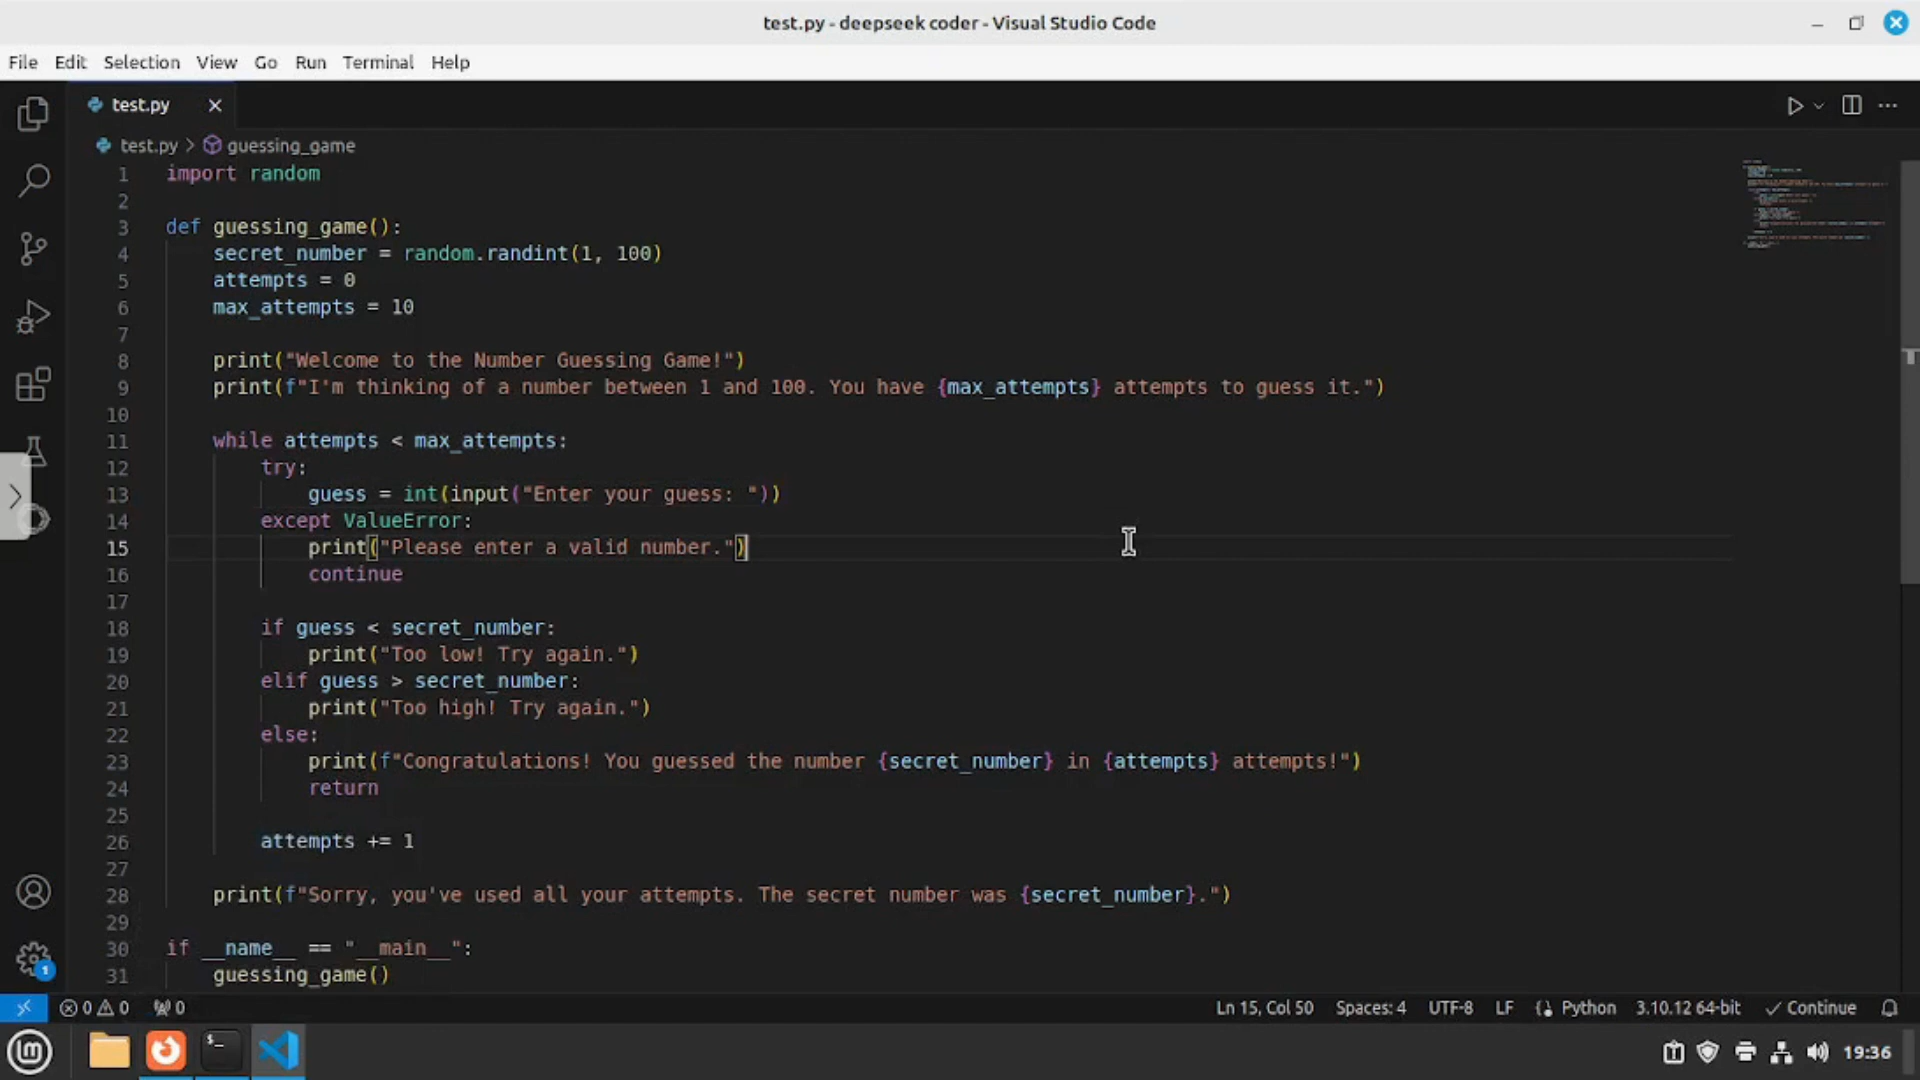 test.py - deepseek coder - Visual Studio Code
File Edit Selection View Go Run Terminal Help
test.py
test.py > guessing_game
1 import random
2
3 def guessing_game():
4     secret_number = random.randint(1, 100)
5     attempts = 0
6     max_attempts = 10
7
8     print("Welcome to the Number Guessing Game!")
9     print(f"I'm thinking of a number between 1 and 100. You have {max_attempts} attempts to guess it.")
10
11     while attempts < max_attempts:
12         try:
13             guess = int(input("Enter your guess: "))
14         except ValueError:
15             print("Please enter a valid number.")
16             continue
17
18         if guess < secret_number:
19             print("Too low! Try again.")
20         elif guess > secret_number:
21             print("Too high! Try again.")
22         else:
23             print(f"Congratulations! You guessed the number {secret_number} in {attempts} attempts!")
24             return
25
26         attempts += 1
27
28     print(f"Sorry, you've used all your attempts. The secret number was {secret_number}.")
29
30 if __name__ == "__main__":
31     guessing_game()
1
0 0 0 Ln 15, Col 50 Spaces: 4 UTF-8 LF Python 3.10.12 64-bit Continue
19:36